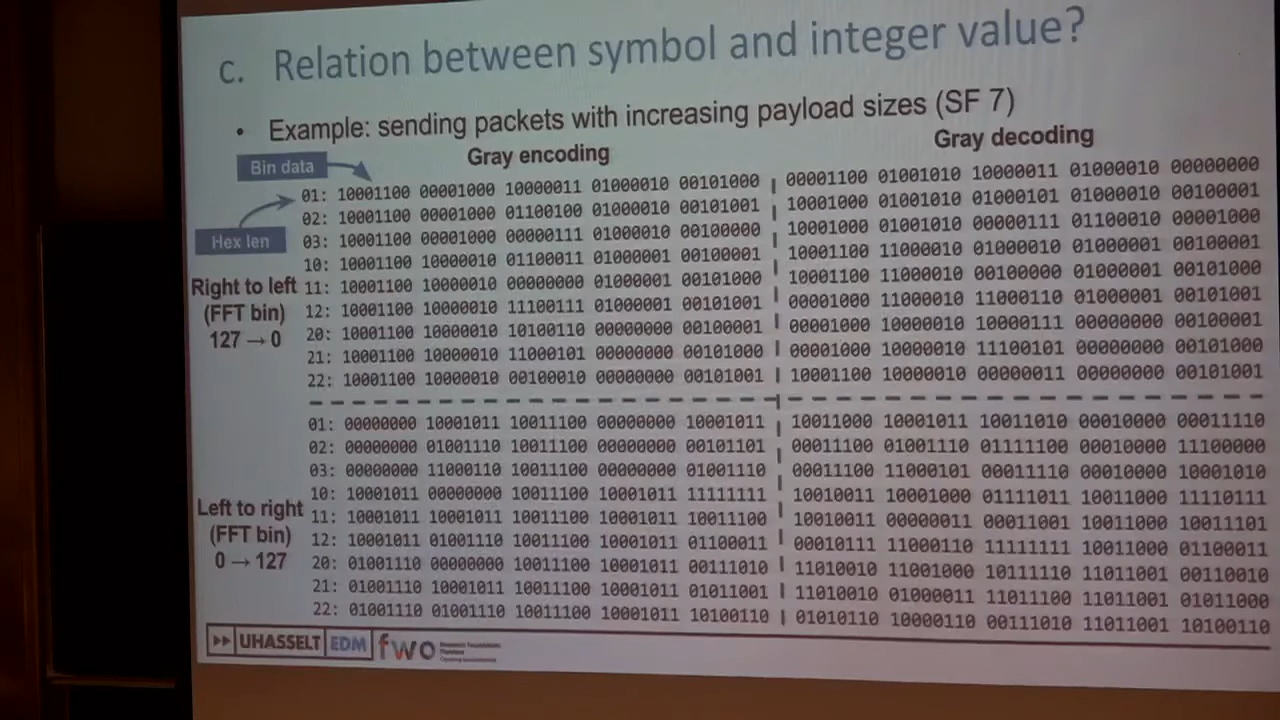 c. Relation between symbol and integer value?
• Example: sending packets with increasing payload sizes (SF 7)
Gray encoding
Gray decoding
Bin data
Hex len
Right to left
(FFT bin)
127 → 0
01: 10001100 00001000 10000011 01000010 00101000 | 00001100 01001010 10000011 01000010 00000000
02: 10001100 00001000 01100100 01000010 00101001 | 10001000 01001010 01000101 01000010 00100001
03: 10001100 00001000 00000111 01000010 00100000 | 10001000 01001010 00000111 01100010 00001000
10: 10001100 10000010 01100011 01000001 00100001 | 10001100 11000010 01000010 01000001 00100001
11: 10001100 10000010 00000000 01000001 00101000 | 10001100 11000010 00100000 01000001 00101000
12: 10001100 10000010 11100111 01000001 00101001 | 00001000 11000010 11000110 01000001 00101001
20: 10001100 10000010 10100110 00000000 00100001 | 00001000 10000010 10000111 00000000 00100001
21: 10001100 10000010 11000101 00000000 00101000 | 00001000 10000010 11100101 00000000 00101000
22: 10001100 10000010 00100010 00000000 00101001 | 10001100 10000010 00000011 00000000 00101001
Left to right
(FFT bin)
0 → 127
01: 00000000 10001011 10011100 00000000 10001011 | 10011000 10001011 10011010 00010000 00011110
02: 00000000 01001110 10011100 00000000 00101101 | 00011100 01001110 01111100 00010000 11100000
03: 00000000 11000110 10011100 00000000 01001110 | 00011100 11000101 00011110 00010000 10001010
10: 10001011 00000000 10011100 10001011 11111111 | 10010011 10001000 01111011 10011000 11110111
11: 10001011 10001011 10011100 10001011 10011100 | 10010011 00000011 00011001 10011000 10011101
12: 10001011 01001110 10011100 10001011 01100011 | 00010111 11000110 11111111 10011000 01100011
20: 01001110 00000000 10011100 10001011 00111010 | 11010010 11001000 10111110 11011001 00110010
21: 01001110 10001011 10011100 10001011 01011001 | 11010010 01000011 11011100 11011001 01011000
22: 01001110 01001110 10011100 10001011 10100110 | 01010110 10000110 00111010 11011001 10100110
UHASSELT EDM fwo